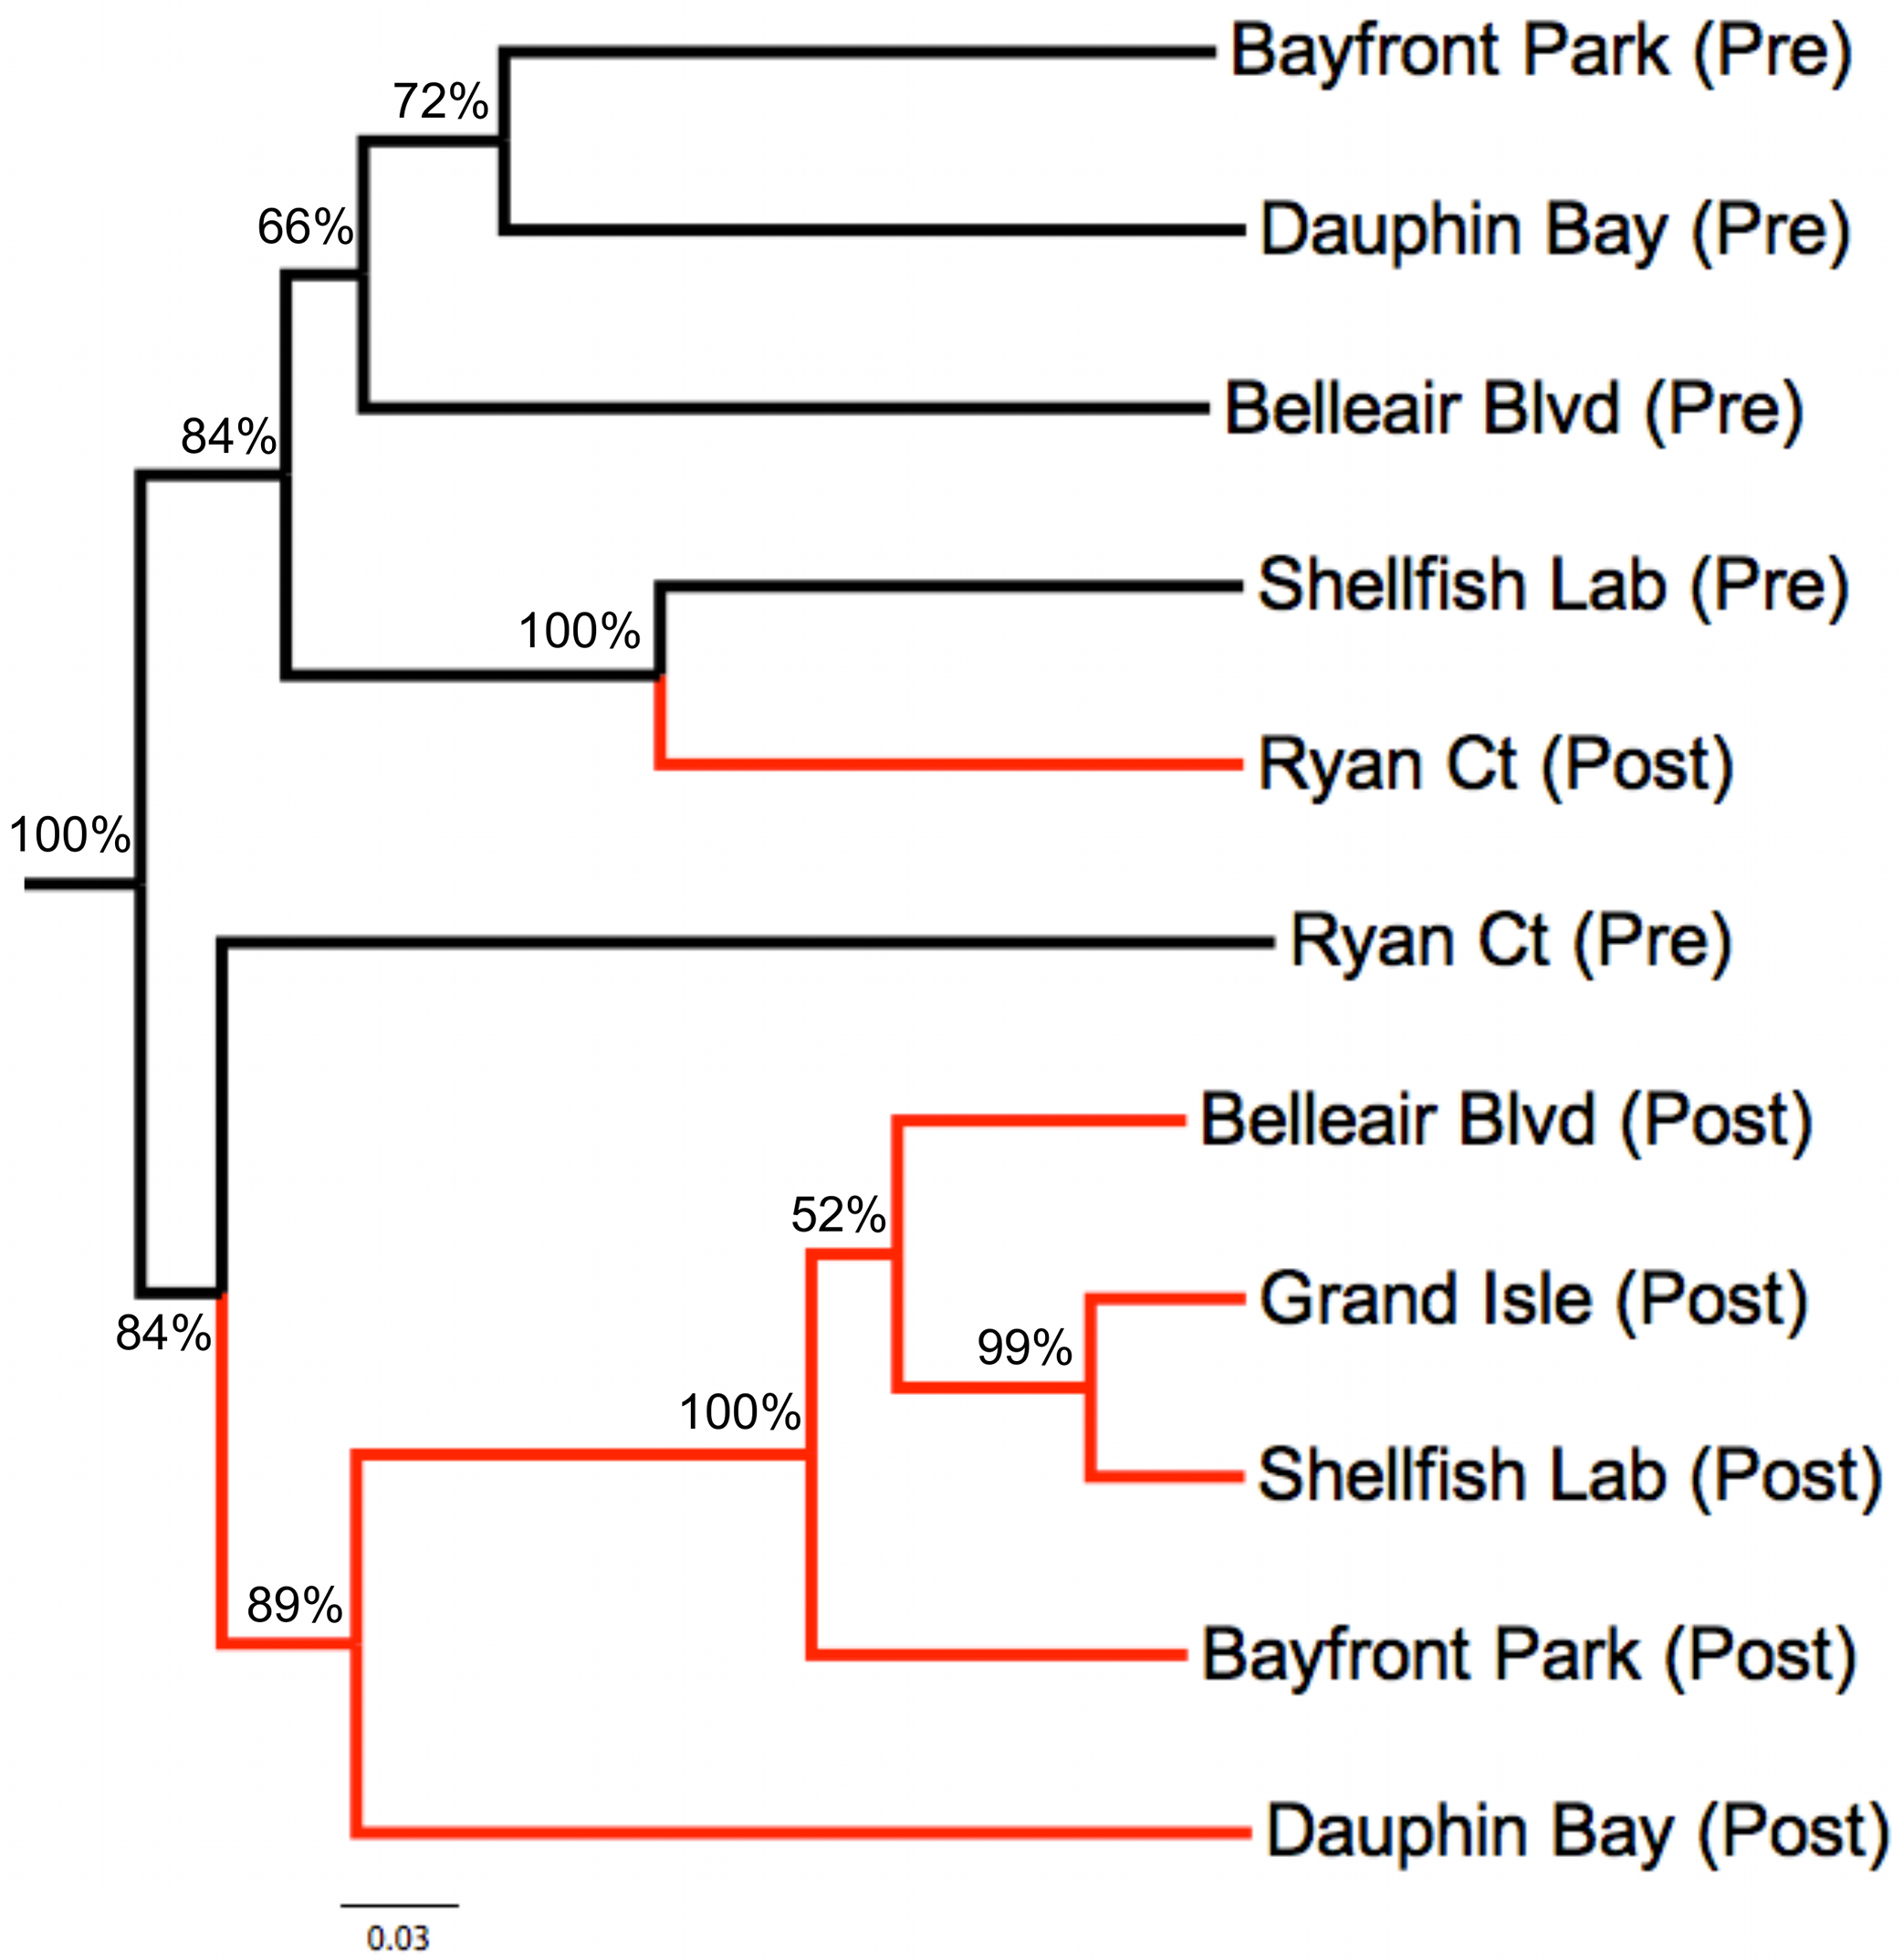 Bayfront Park (Pre)
72%
Dauphin Bay (Pre)
66%
Belleair Blvd (Pre)
84%
Shellfish Lab (Pre)
100%
Ryan Ct (Post)
100%
Ryan Ct (Pre)
Belleair Blvd (Post)
52%
Grand Isle (Post)
84%
99%
100%
Shellfish Lab (Post)
89%
Bayfront Park (Post)
Dauphin Bay (Post)
0.03